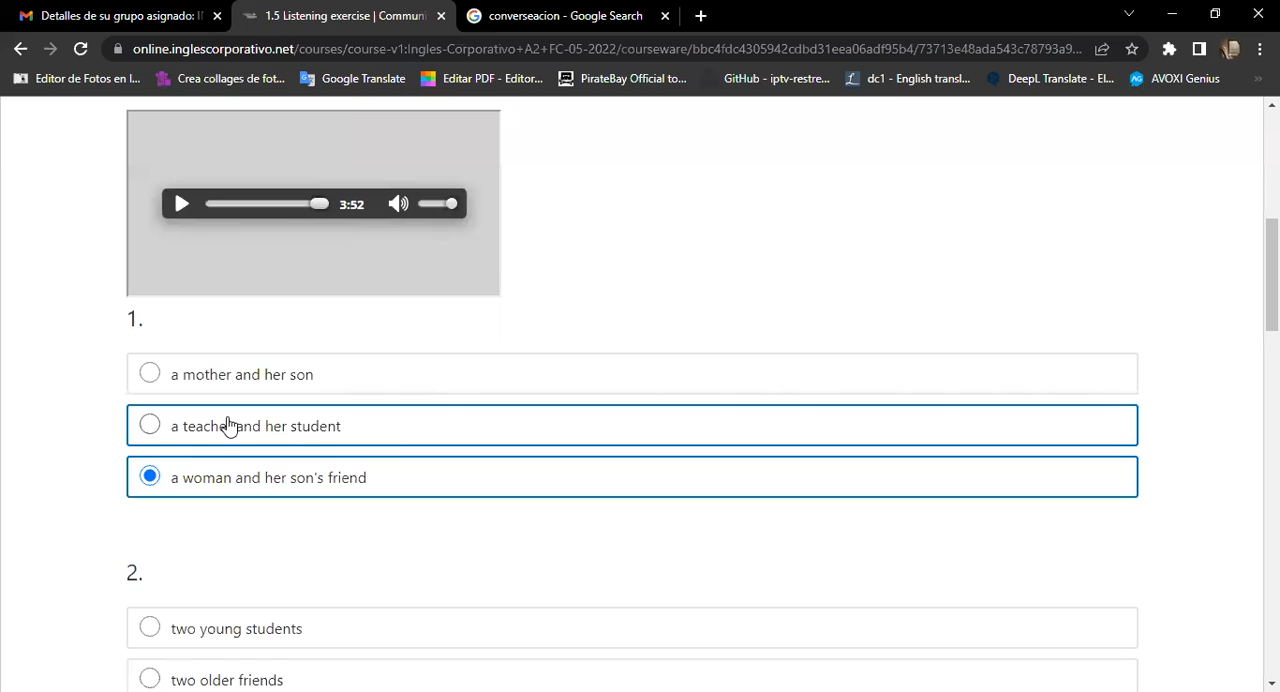 Detalles de su grupo asignado: I 1.5 Listening exercise | Communi converseacion - Google Search
online.inglescorporativo.net/courses/course-v1:Ingles-Corporativo+A2+FC-05-2022/courseware/bbc4fdc4305942cdbd31eea06adf95b4/73713e48ada543c78793a9...
Editor de Fotos en l... Crea collages de fot... Google Translate Editar PDF - Editor... PirateBay Official to... GitHub - iptv-restre... dc1 - English transl... DeepL Translate - El... AVOXI Genius »
3:52
1.
a mother and her son
a teacher and her student
a woman and her son's friend
2.
two young students
two older friends